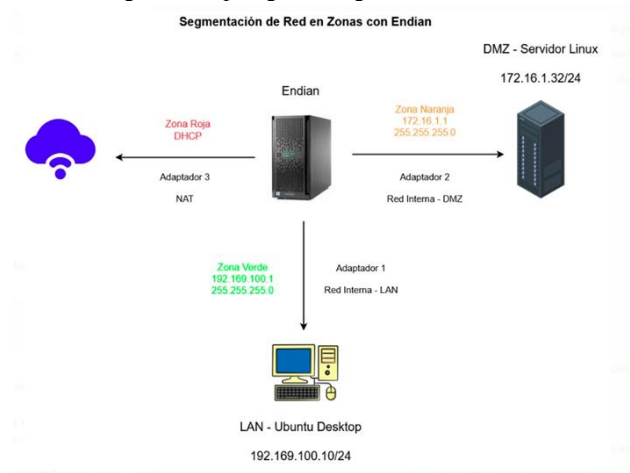 Segmentación de Red en Zonas con Endian
DMZ - Servidor Linux
172.16.1.32/24
Endian
Zona Roja
DHCP
Adaptador 3
NAT
Zona Naranja
172.16.1.1
255.255.255.0
Adaptador 2
Red Interna - DMZ
Zona Verde
192.169.100.1
255.255.255.0
Adaptador 1
Red Interna - LAN
LAN - Ubuntu Desktop
192.169.100.10/24